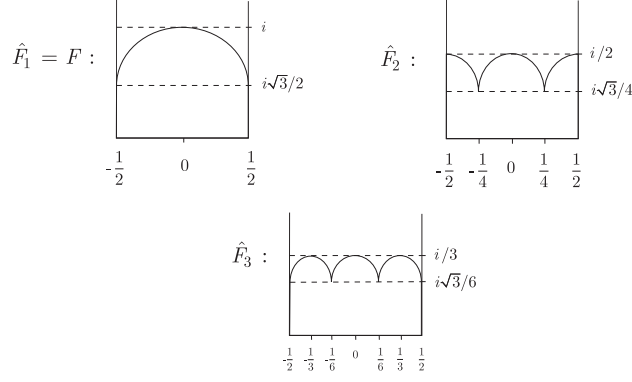 F̂₁ = F :
i
i√3/2
-1/2 0 1/2
F̂₂ :
i/2
i√3/4
-1/2 -1/4 0 1/4 1/2
F̂₃ :
i/3
i√3/6
-1/2 -1/3 -1/6 0 1/6 1/3 1/2